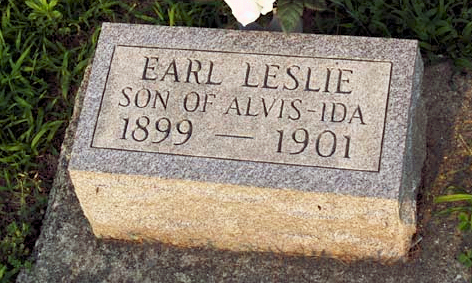 EARL LESLIE
SON OF ALVIS-IDA
1899 — 1901